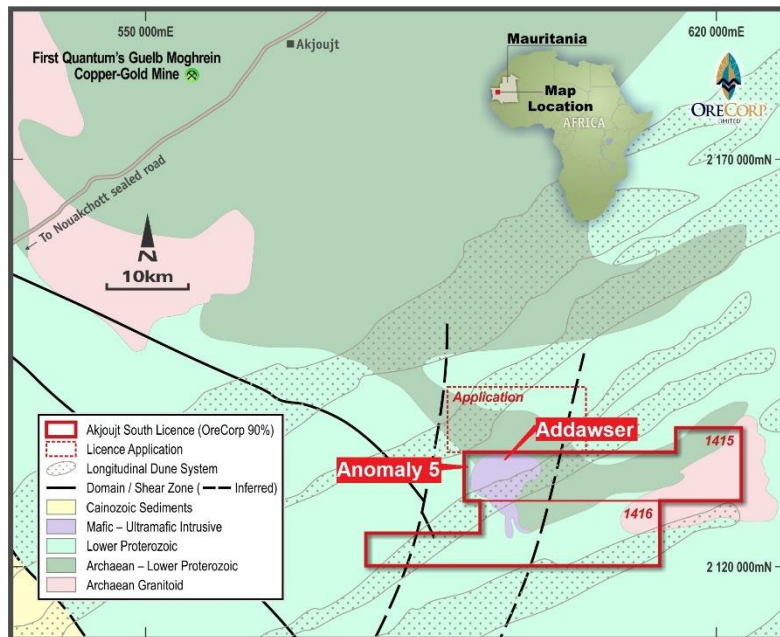 550 000mE
620 000mE
First Quantum's Guelb Moghrein
Copper-Gold Mine
Akjoujt
Mauritania
Map
Location
AFRICA
ORECORP
LIMITED
2 170 000mN
To Nouakchott sealed road
N
10km
Application
Addawser
Anomaly 5
1415
1416
Akjoujt South Licence (OreCorp 90%)
Licence Application
Longitudinal Dune System
Domain / Shear Zone ( Inferred)
Cainozoic Sediments
Mafic – Ultramafic Intrusive
Lower Proterozoic
Archaean – Lower Proterozoic
Archaean Granitoid
2 120 000mN